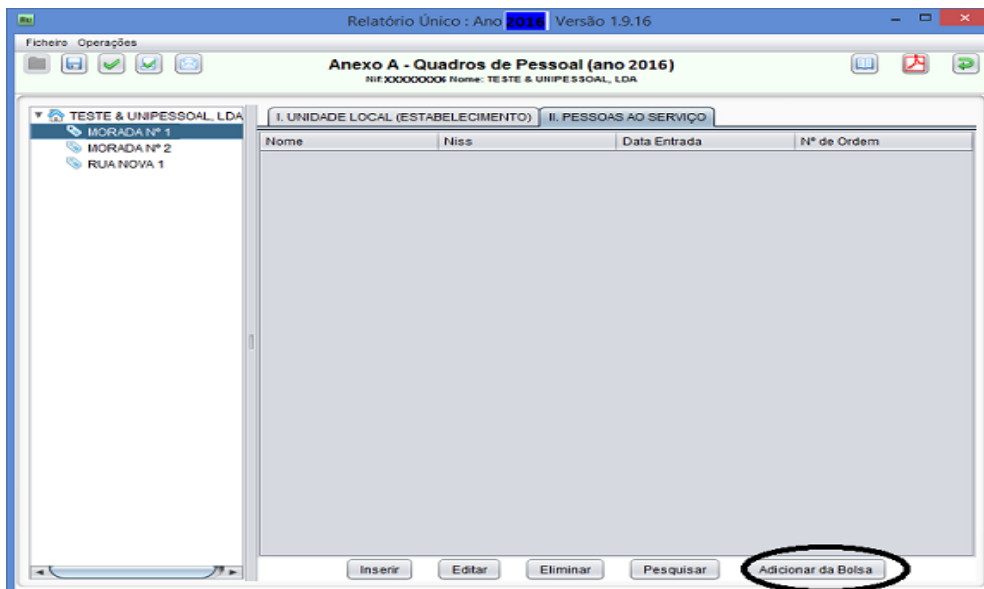 Relatório Único : Ano 2016 Versão 1.9.16
Ficheiro Operações
Anexo A - Quadros de Pessoal (ano 2016)
Nif:XXXXXXXXX Nome: TESTE & UNIPESSOAL, LDA
TESTE & UNIPESSOAL, LDA
MORADA Nº 1
MORADA Nº 2
RUA NOVA 1
I. UNIDADE LOCAL (ESTABELECIMENTO) II. PESSOAS AO SERVIÇO
Nome Niss Data Entrada Nº de Ordem
Inserir Editar Eliminar Pesquisar Adicionar da Bolsa